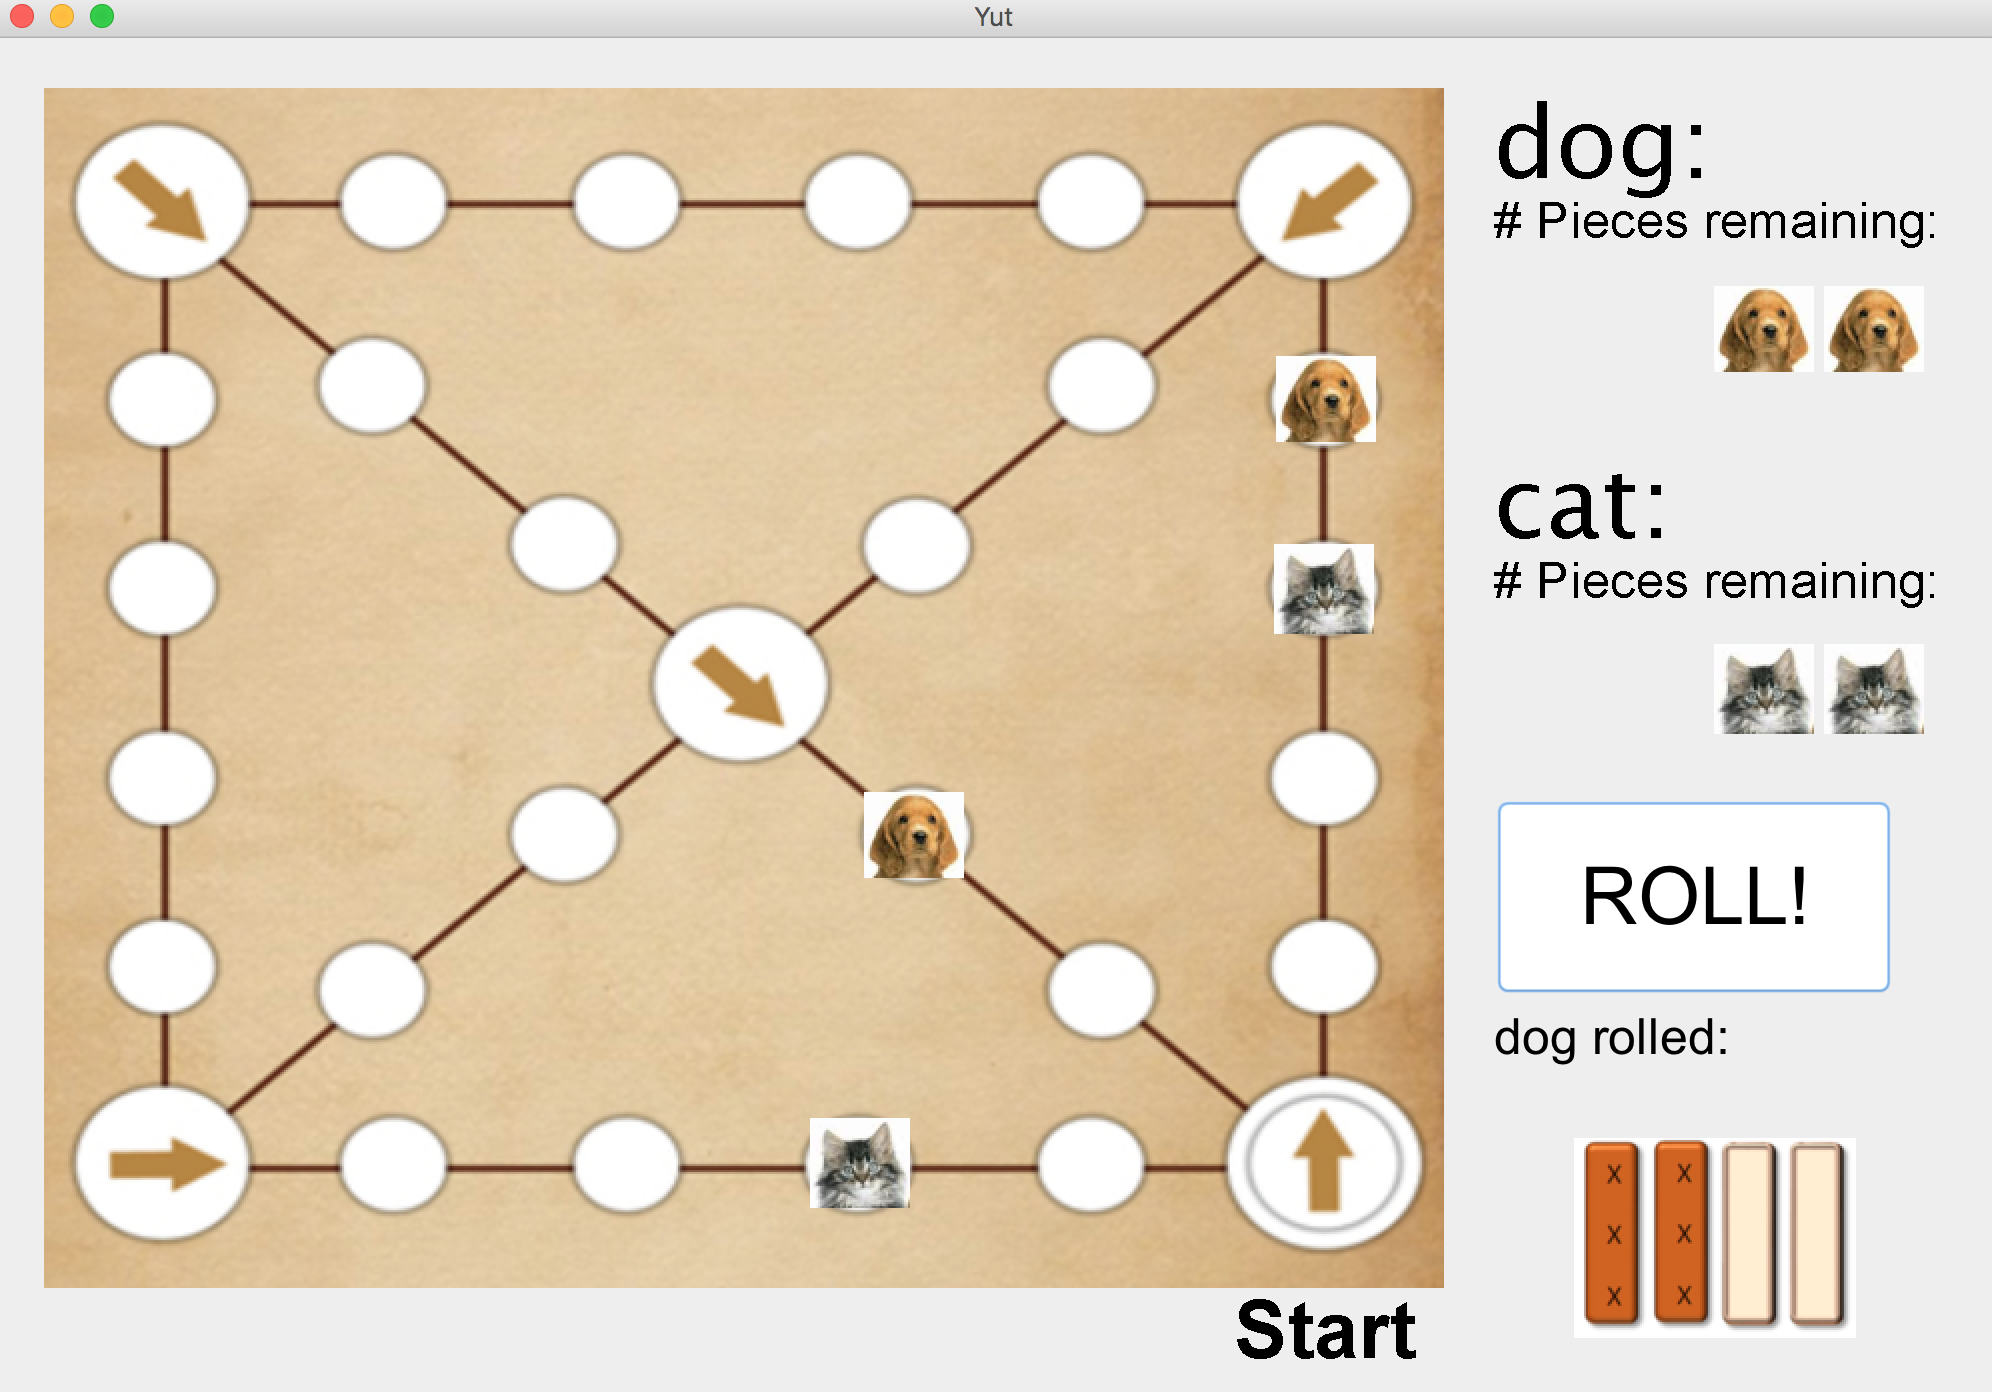 Yut
dog:
# Pieces remaining:
cat:
# Pieces remaining:
ROLL!
dog rolled:
X X
X X
X X
Start